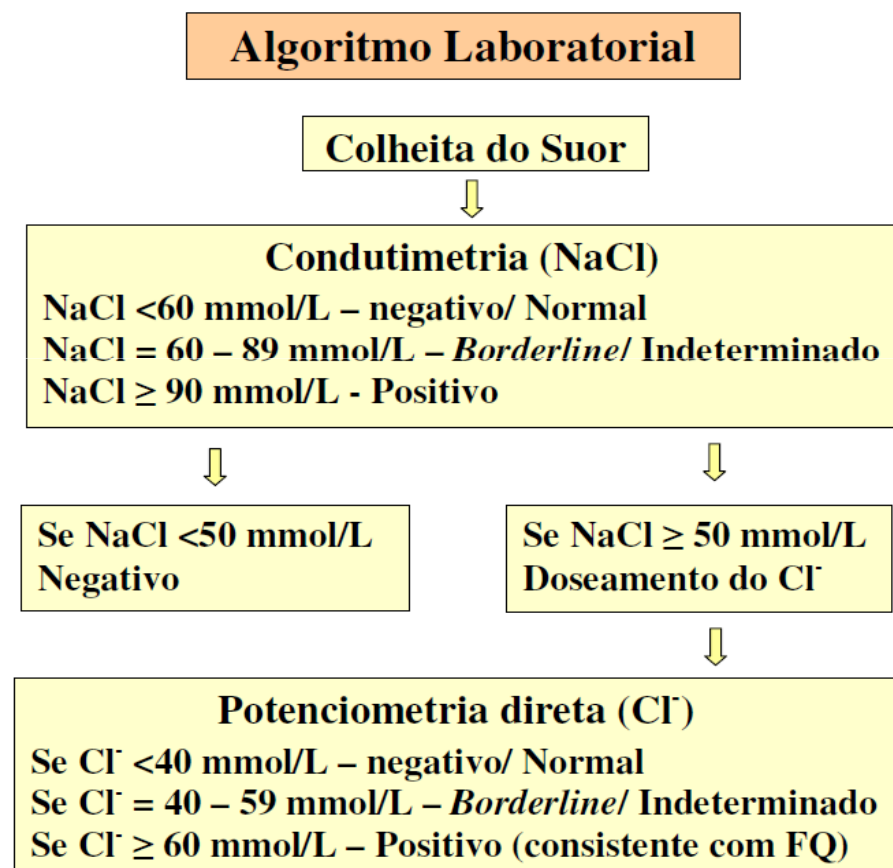 Algoritmo Laboratorial
Colheita do Suor
Condutimetria (NaCl)
NaCl <60 mmol/L – negativo/ Normal
NaCl = 60 – 89 mmol/L – Borderline/ Indeterminado
NaCl ≥ 90 mmol/L - Positivo
Se NaCl <50 mmol/L
Negativo
Se NaCl ≥ 50 mmol/L
Doseamento do Cl⁻
Potenciometria direta (Cl⁻)
Se Cl⁻ <40 mmol/L – negativo/ Normal
Se Cl⁻ = 40 – 59 mmol/L – Borderline/ Indeterminado
Se Cl⁻ ≥ 60 mmol/L – Positivo (consistente com FQ)